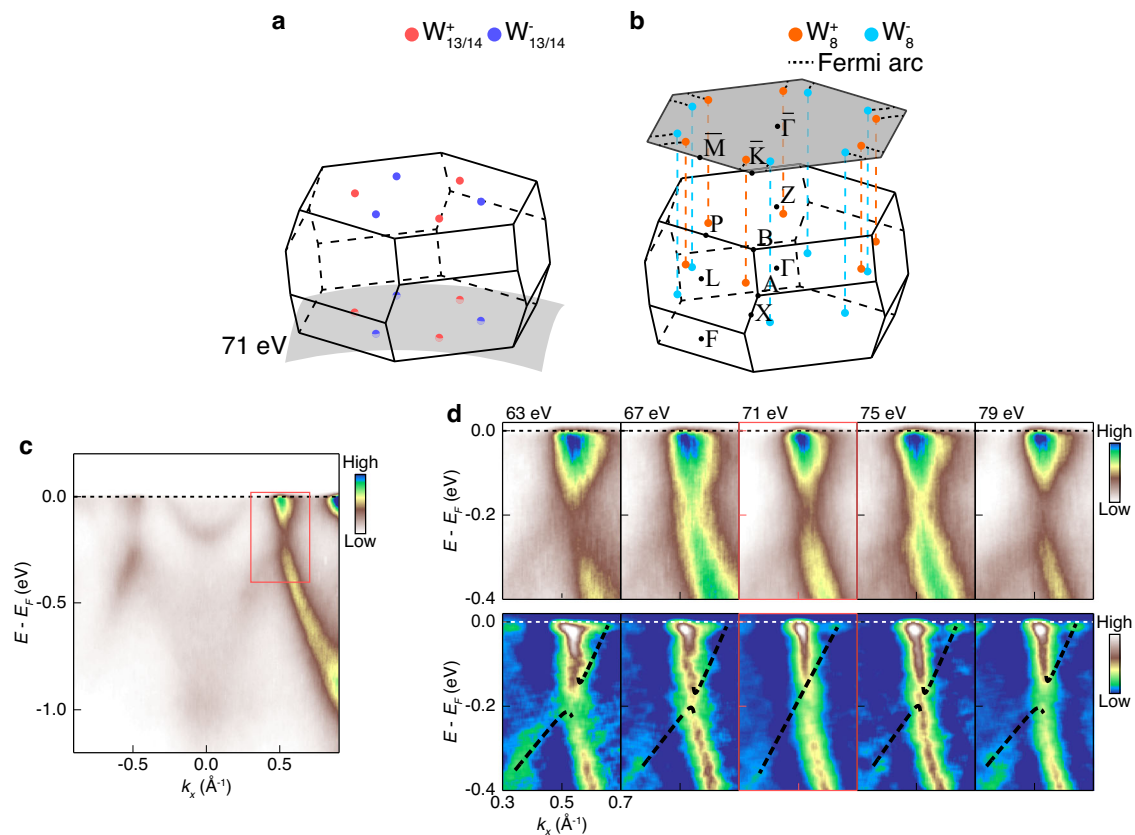 a
W⁺13/14 W⁻13/14
71 eV
b
W⁺8 W⁻8
Fermi arc
Γ̅
M̅ K̅
Z
P B
Γ
L A
X
F
c
High
Low
0.0
-0.5
-1.0
E - E_F (eV)
-0.5 0.0 0.5
kₓ (Å⁻¹)
d
63 eV 67 eV 71 eV 75 eV 79 eV
High
Low
0.0
-0.2
-0.4
E - E_F (eV)
High
Low
0.0
-0.2
-0.4
E - E_F (eV)
0.3 0.5 0.7
kₓ (Å⁻¹)